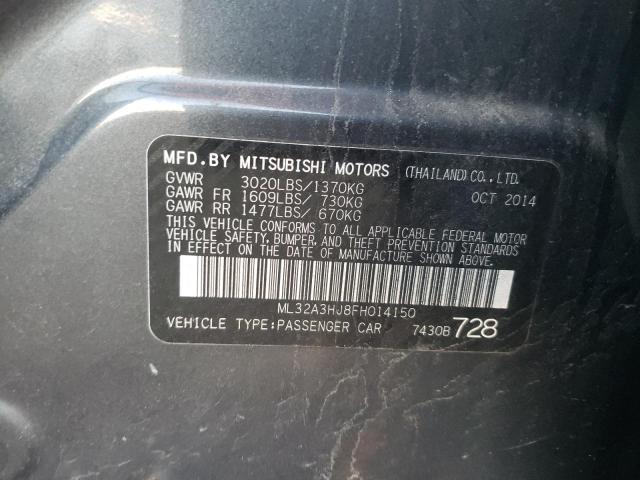 MFD.BY MITSUBISHI MOTORS (THAILAND)CO.,LTD.
GVWR 3020LBS/1370KG OCT 2014
GAWR FR 1609LBS/ 730KG
GAWR RR 1477LBS/ 670KG
THIS VEHICLE CONFORMS TO ALL APPLICABLE FEDERAL MOTOR
VEHICLE SAFETY, BUMPER, AND THEFT PREVENTION STANDARDS
IN EFFECT ON THE DATE OF MANUFACTURE SHOWN ABOVE.
ML32A3HJ8FH014150
VEHICLE TYPE:PASSENGER CAR 7430B 728